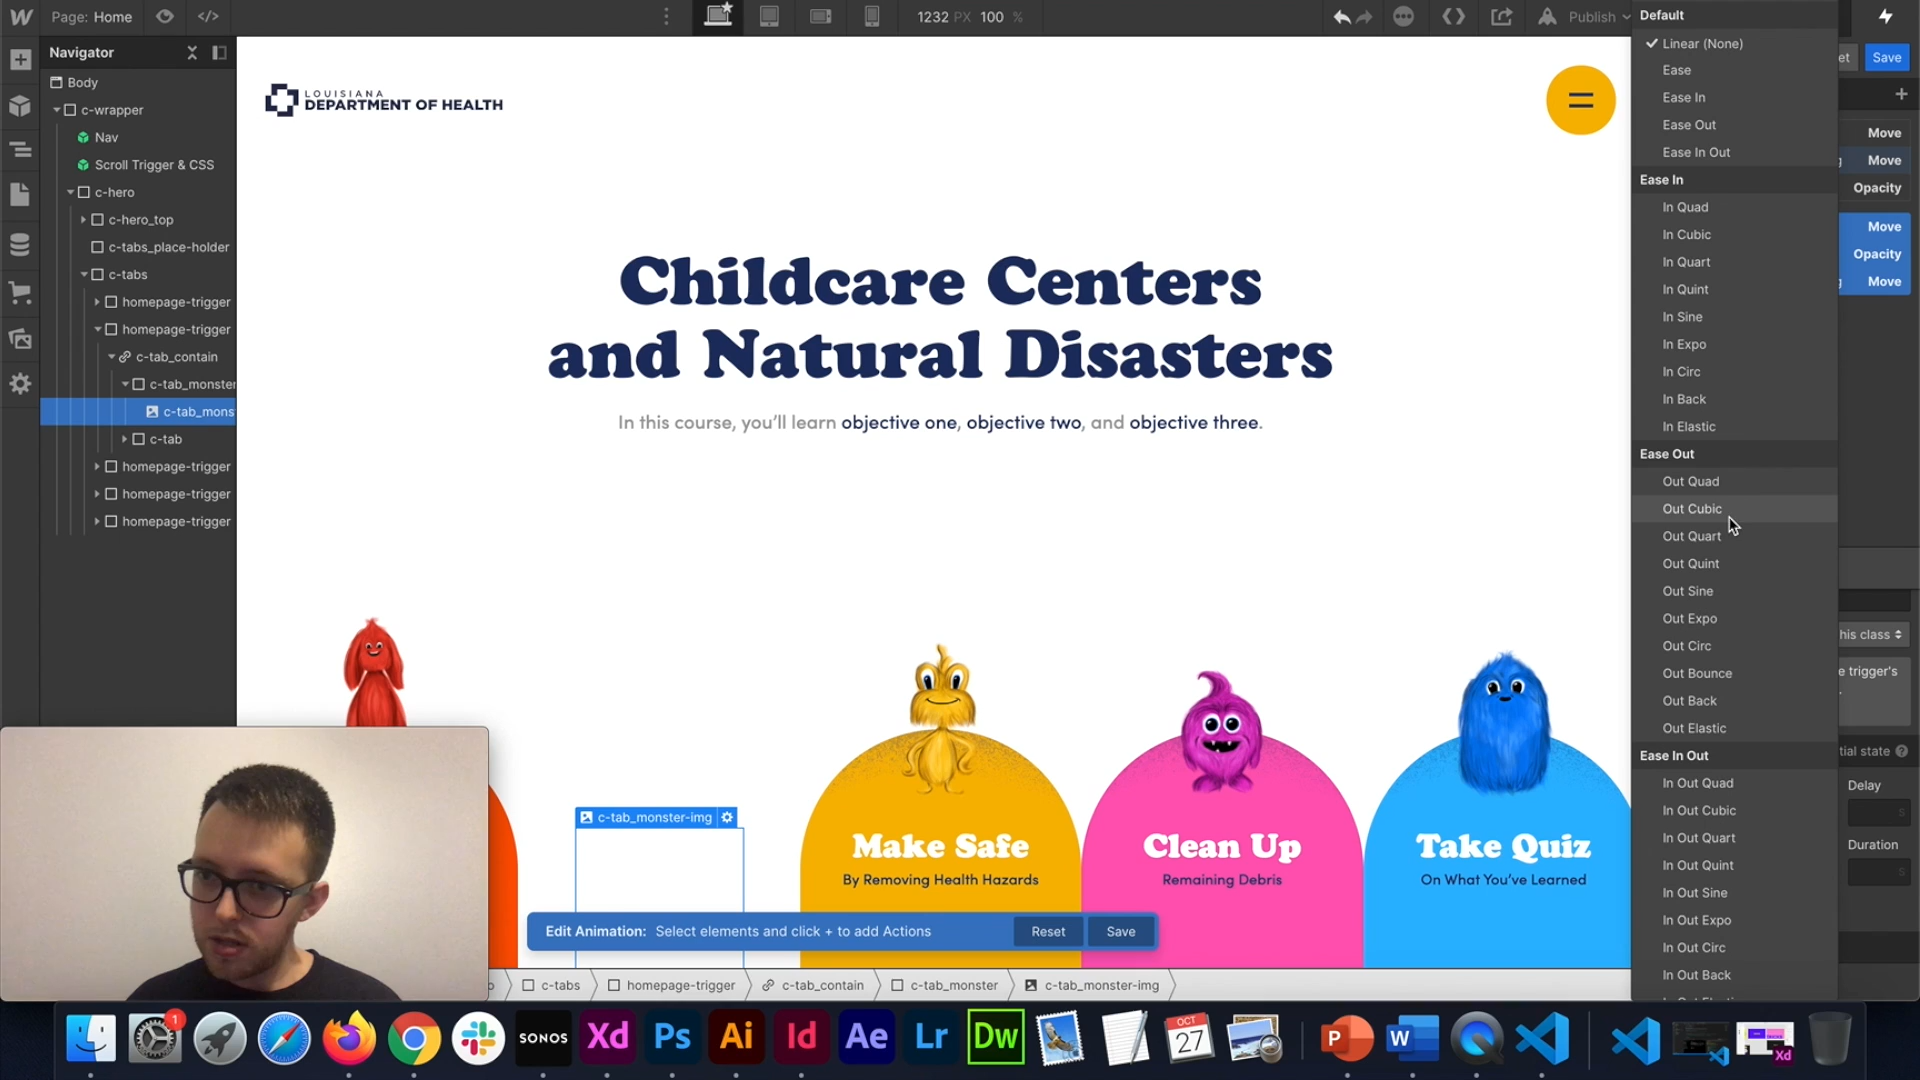 Page: Home
</>
1232 PX 100 %
Publish
Navigator
Body
c-wrapper
Nav
Scroll Trigger & CSS
c-hero
c-hero_top
c-tabs_place-holder
c-tabs
homepage-trigger
homepage-trigger
c-tab_contain
c-tab_monster
c-tab_mons
c-tab
homepage-trigger
homepage-trigger
homepage-trigger
LOUISIANA
DEPARTMENT OF HEALTH
Childcare Centers
and Natural Disasters
In this course, you'll learn objective one, objective two, and objective three.
c-tab_monster-img
Make Safe
By Removing Health Hazards
Clean Up
Remaining Debris
Take Quiz
On What You've Learned
Edit Animation: Select elements and click + to add Actions
Reset
Save
c-tabs
homepage-trigger
c-tab_contain
c-tab_monster
c-tab_monster-img
Default
Linear (None)
Ease
Ease In
Ease Out
Ease In Out
Ease In
In Quad
In Cubic
In Quart
In Quint
In Sine
In Expo
In Circ
In Back
In Elastic
Ease Out
Out Quad
Out Cubic
Out Quart
Out Quint
Out Sine
Out Expo
Out Circ
Out Bounce
Out Back
Out Elastic
Ease In Out
In Out Quad
In Out Cubic
In Out Quart
In Out Quint
In Out Sine
In Out Expo
In Out Circ
In Out Back
Save
Move
Move
Opacity
Move
Opacity
Move
his class
e trigger's
tial state
Delay
S
Duration
S
1
SONOS
Xd
Ps
Ai
Id
Ae
Lr
Dw
OCT
27
P
W
Xd